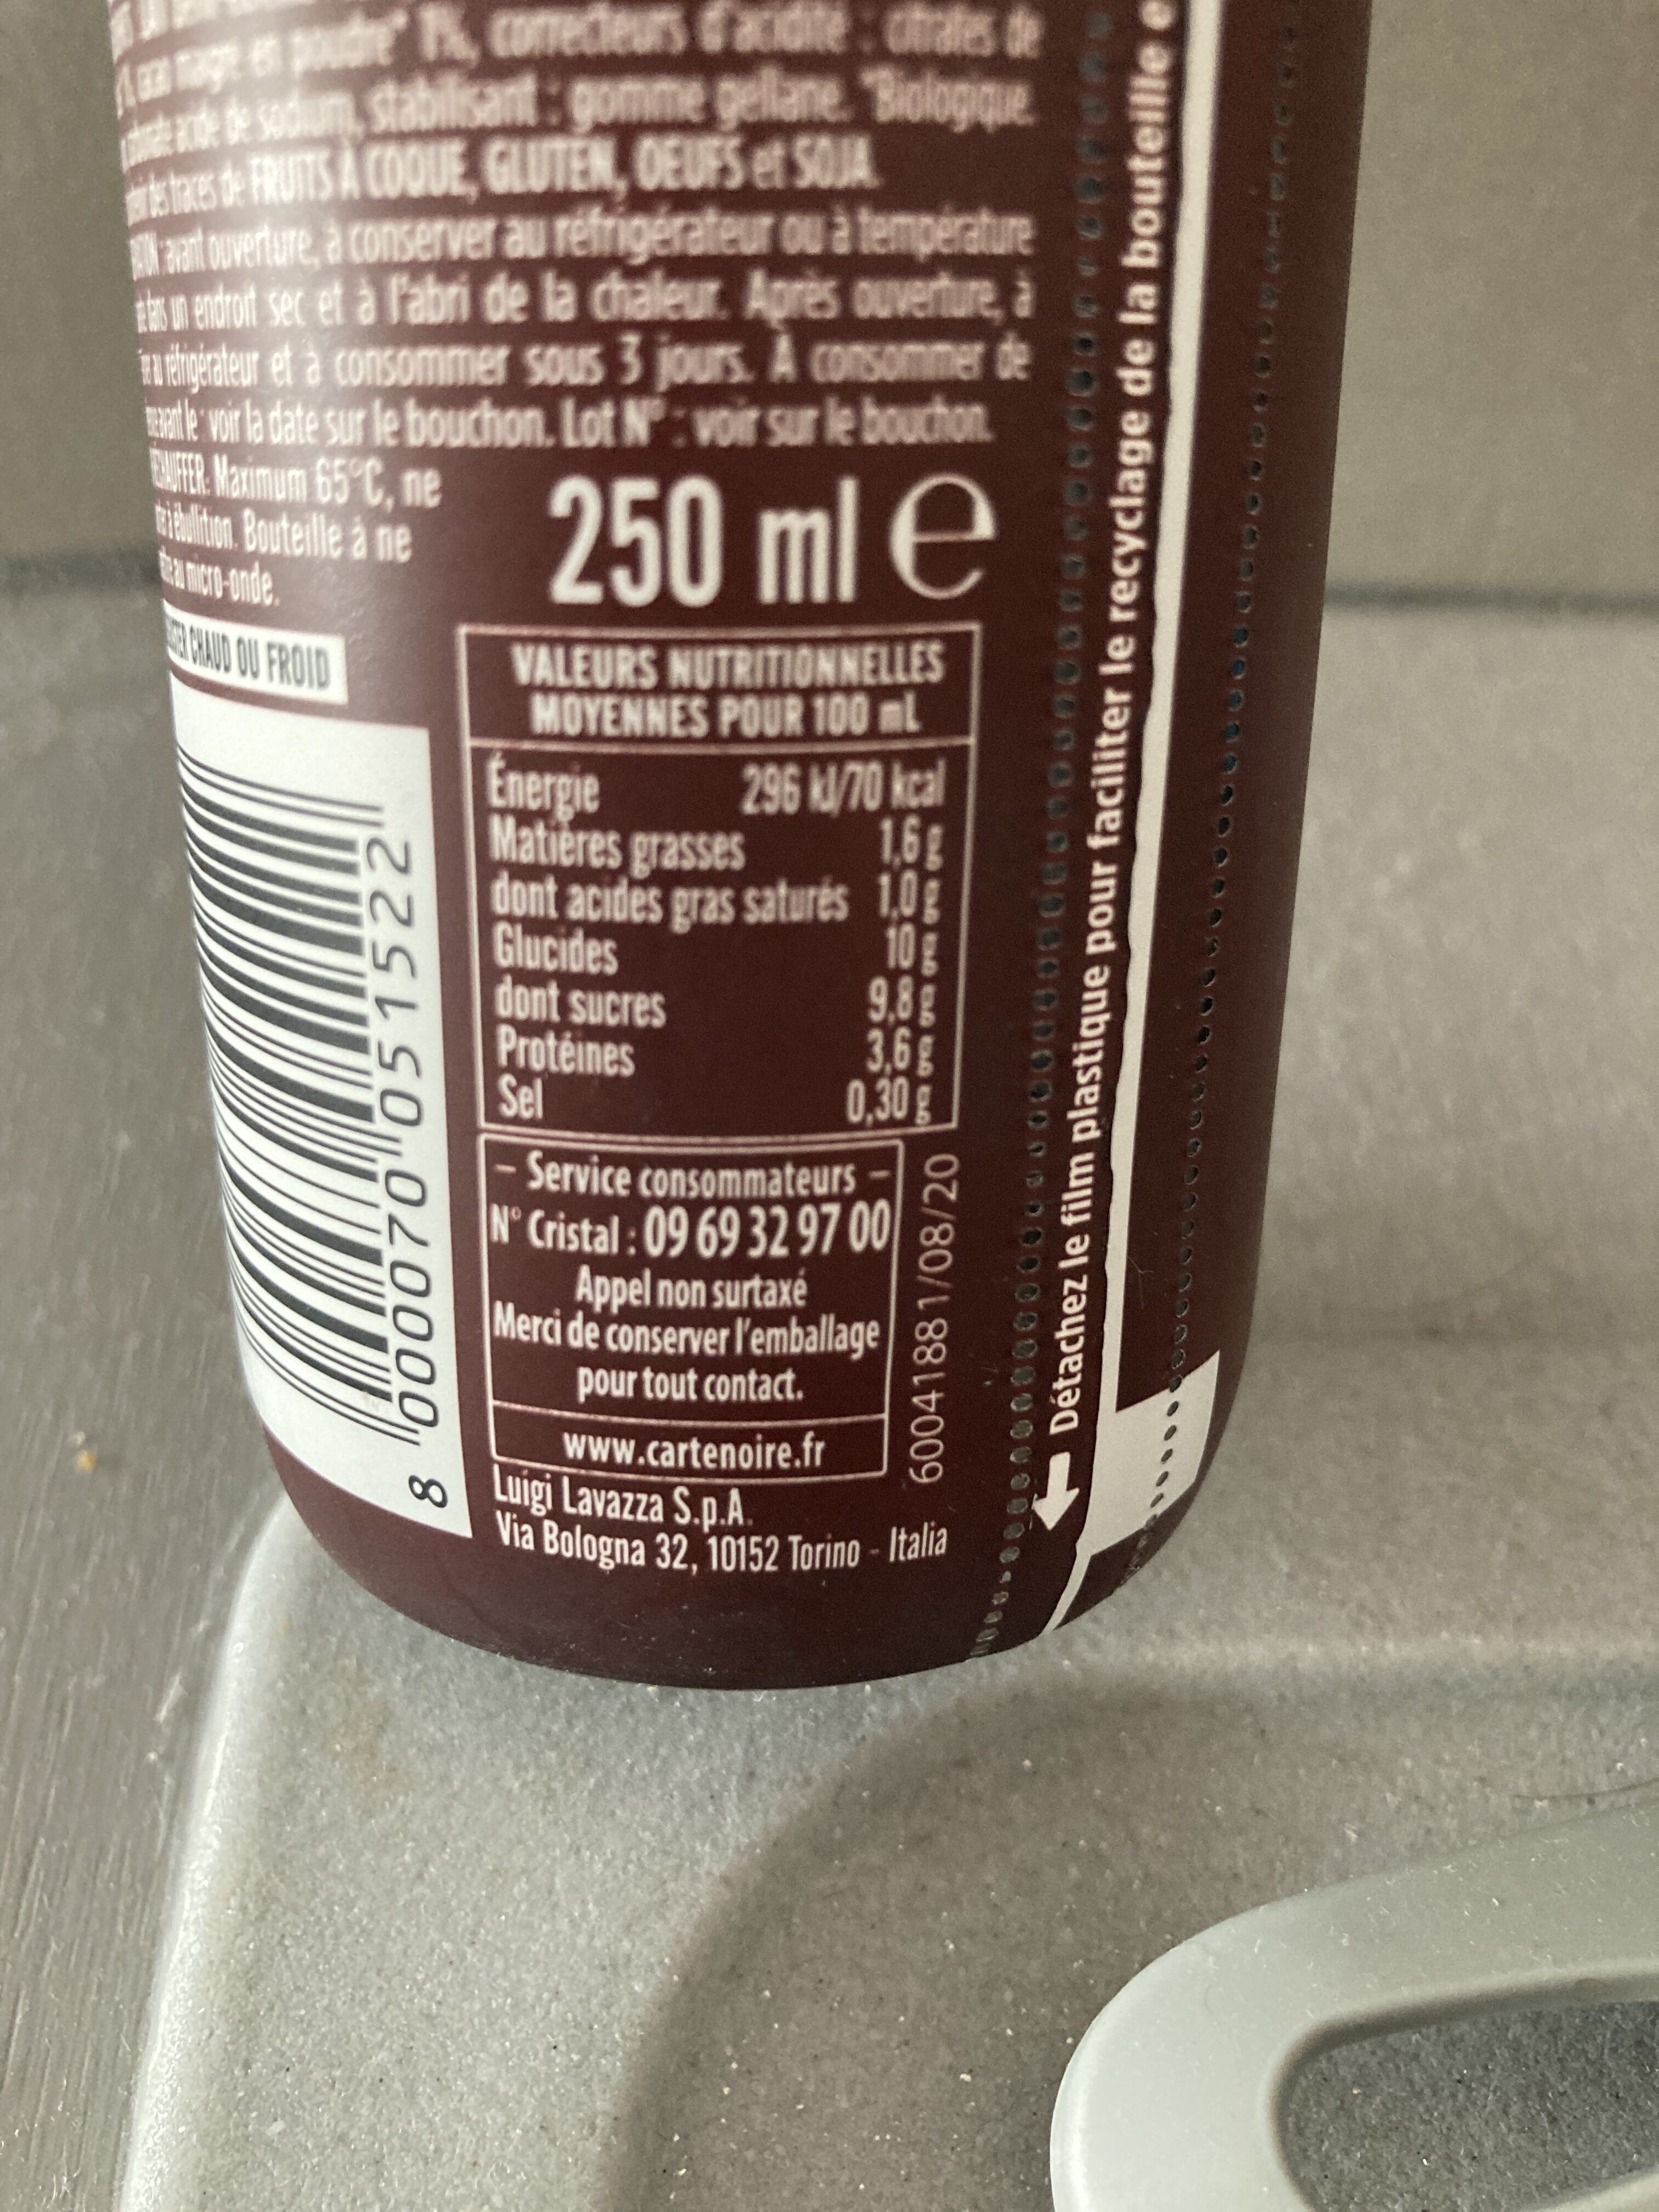 cacao maigre en poudre* 1%, correcteurs d'acidité : citrates de
acide de sodium, stabilisant : gomme gellane. *Biologique.
des traces de FRUITS À COQUE, GLUTEN, OEUFS et SOJA.
avant ouverture, à conserver au réfrigérateur ou à température
dans un endroit sec et à l'abri de la chaleur. Après ouverture, à
au réfrigérateur et à consommer sous 3 jours. À consommer de
avant le : voir la date sur le bouchon. Lot N° : voir sur le bouchon.
Maximum 65°C, ne
à ébullition. Bouteille à ne
au micro-onde.
250 ml e
CHAUD OU FROID
VALEURS NUTRITIONNELLES
MOYENNES POUR 100 mL
Énergie 296 kJ/70 kcal
Matières grasses 1,6 g
dont acides gras saturés 1,0 g
Glucides 10 g
dont sucres 9,8 g
Protéines 3,6 g
Sel 0,30 g
8 000070 051522
– Service consommateurs –
N° Cristal : 09 69 32 97 00
Appel non surtaxé
Merci de conserver l'emballage
pour tout contact.
www.cartenoire.fr
60041881/08/20
Luigi Lavazza S.p.A.
Via Bologna 32, 10152 Torino - Italia
Détachez le film plastique pour faciliter le recyclage de la bouteille